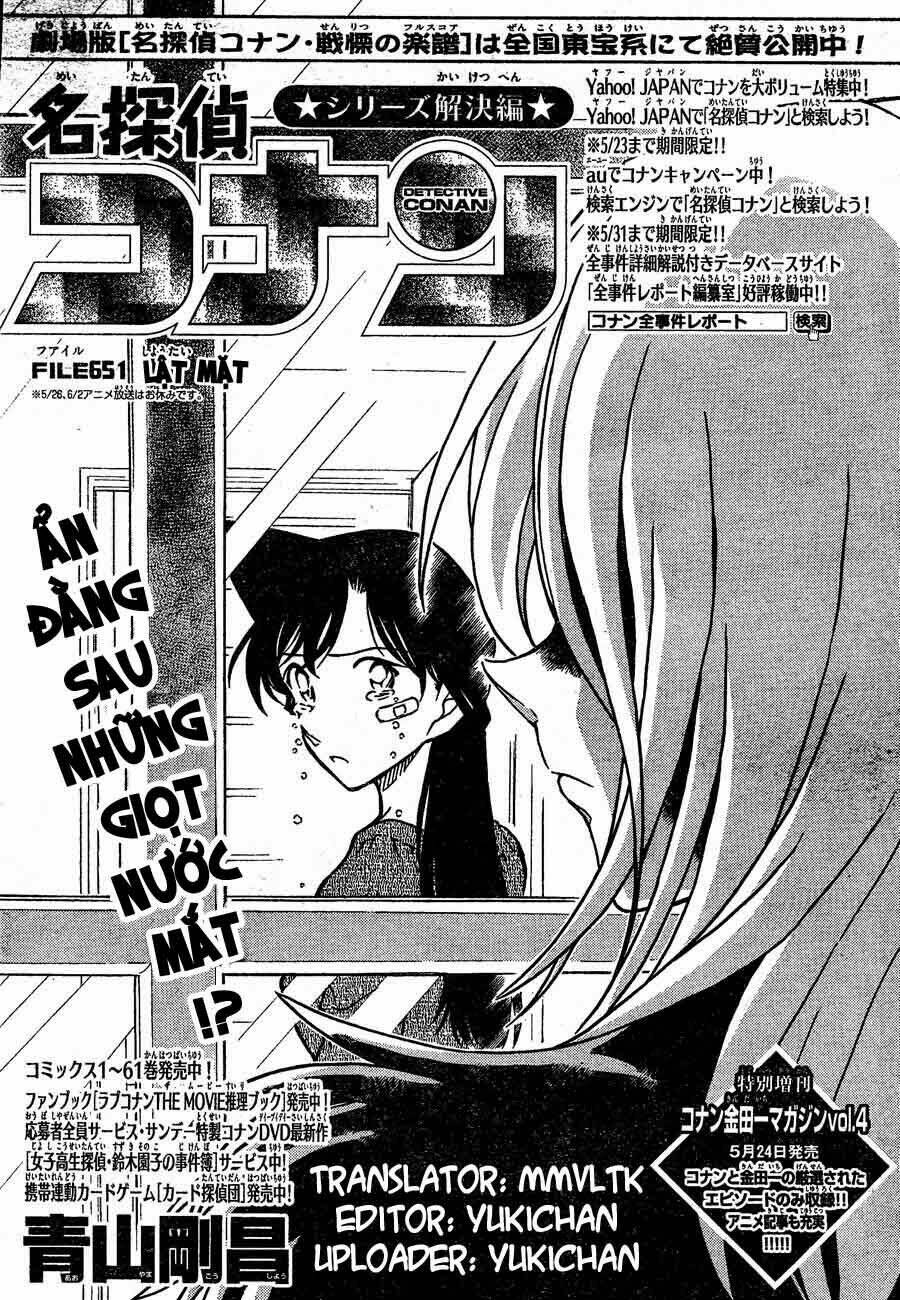 劇場版[名探偵コナン・戦慄の楽譜]は全国東宝系にて絶賛公開中！
名探偵
コナン
★シリーズ解決編★
DETECTIVE
CONAN
Yahoo! JAPANでコナンを大ボリューム特集中！
Yahoo! JAPANで「名探偵コナン」と検索しよう！
※5/23まで期間限定!!
auでコナンキャンペーン中！
検索エンジンで「名探偵コナン」と検索しよう！
※5/31まで期間限定!!
全事件詳細解説付きデータベースサイト
「全事件レポート編纂室」好評稼働中!!
コナン全事件レポート 検索
FILE651 LẬT MẶT
※5/26、6/2アニメ放送はお休みです。
ẨN
ĐẰNG
SAU
NHỮNG
GIỌT
NƯỚC
MẮT
!?
コミックス1～61巻発売中！
ファンブック[ラブコナンTHE MOVIE推理ブック]発売中！
応募者全員サービス・サンデー特製コナンDVD最新作
[女子高生探偵・鈴木園子の事件簿]サービス中！
携帯連動カードゲーム[カード探偵団]発売中！
青山剛昌
TRANSLATOR: MMVLTK
EDITOR: YUKICHAN
UPLOADER: YUKICHAN
特別増刊
コナン金田一マガジンvol.4
5月24日発売
コナンと金田一の厳選された
エピソードのみ収録!!
アニメ記事も充実
!!!!!